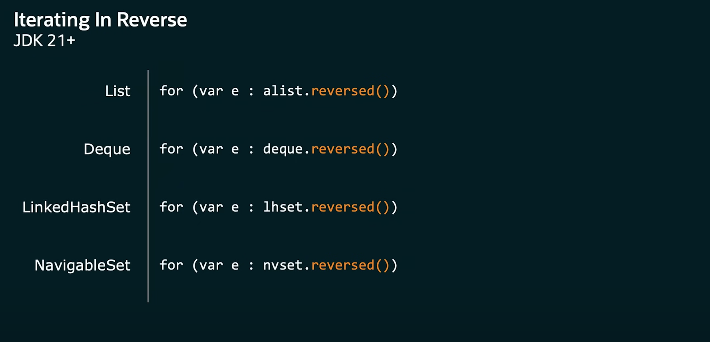 Iterating In Reverse
JDK 21+
List for (var e : alist.reversed())
Deque for (var e : deque.reversed())
LinkedHashSet for (var e : lhset.reversed())
NavigableSet for (var e : nvset.reversed())